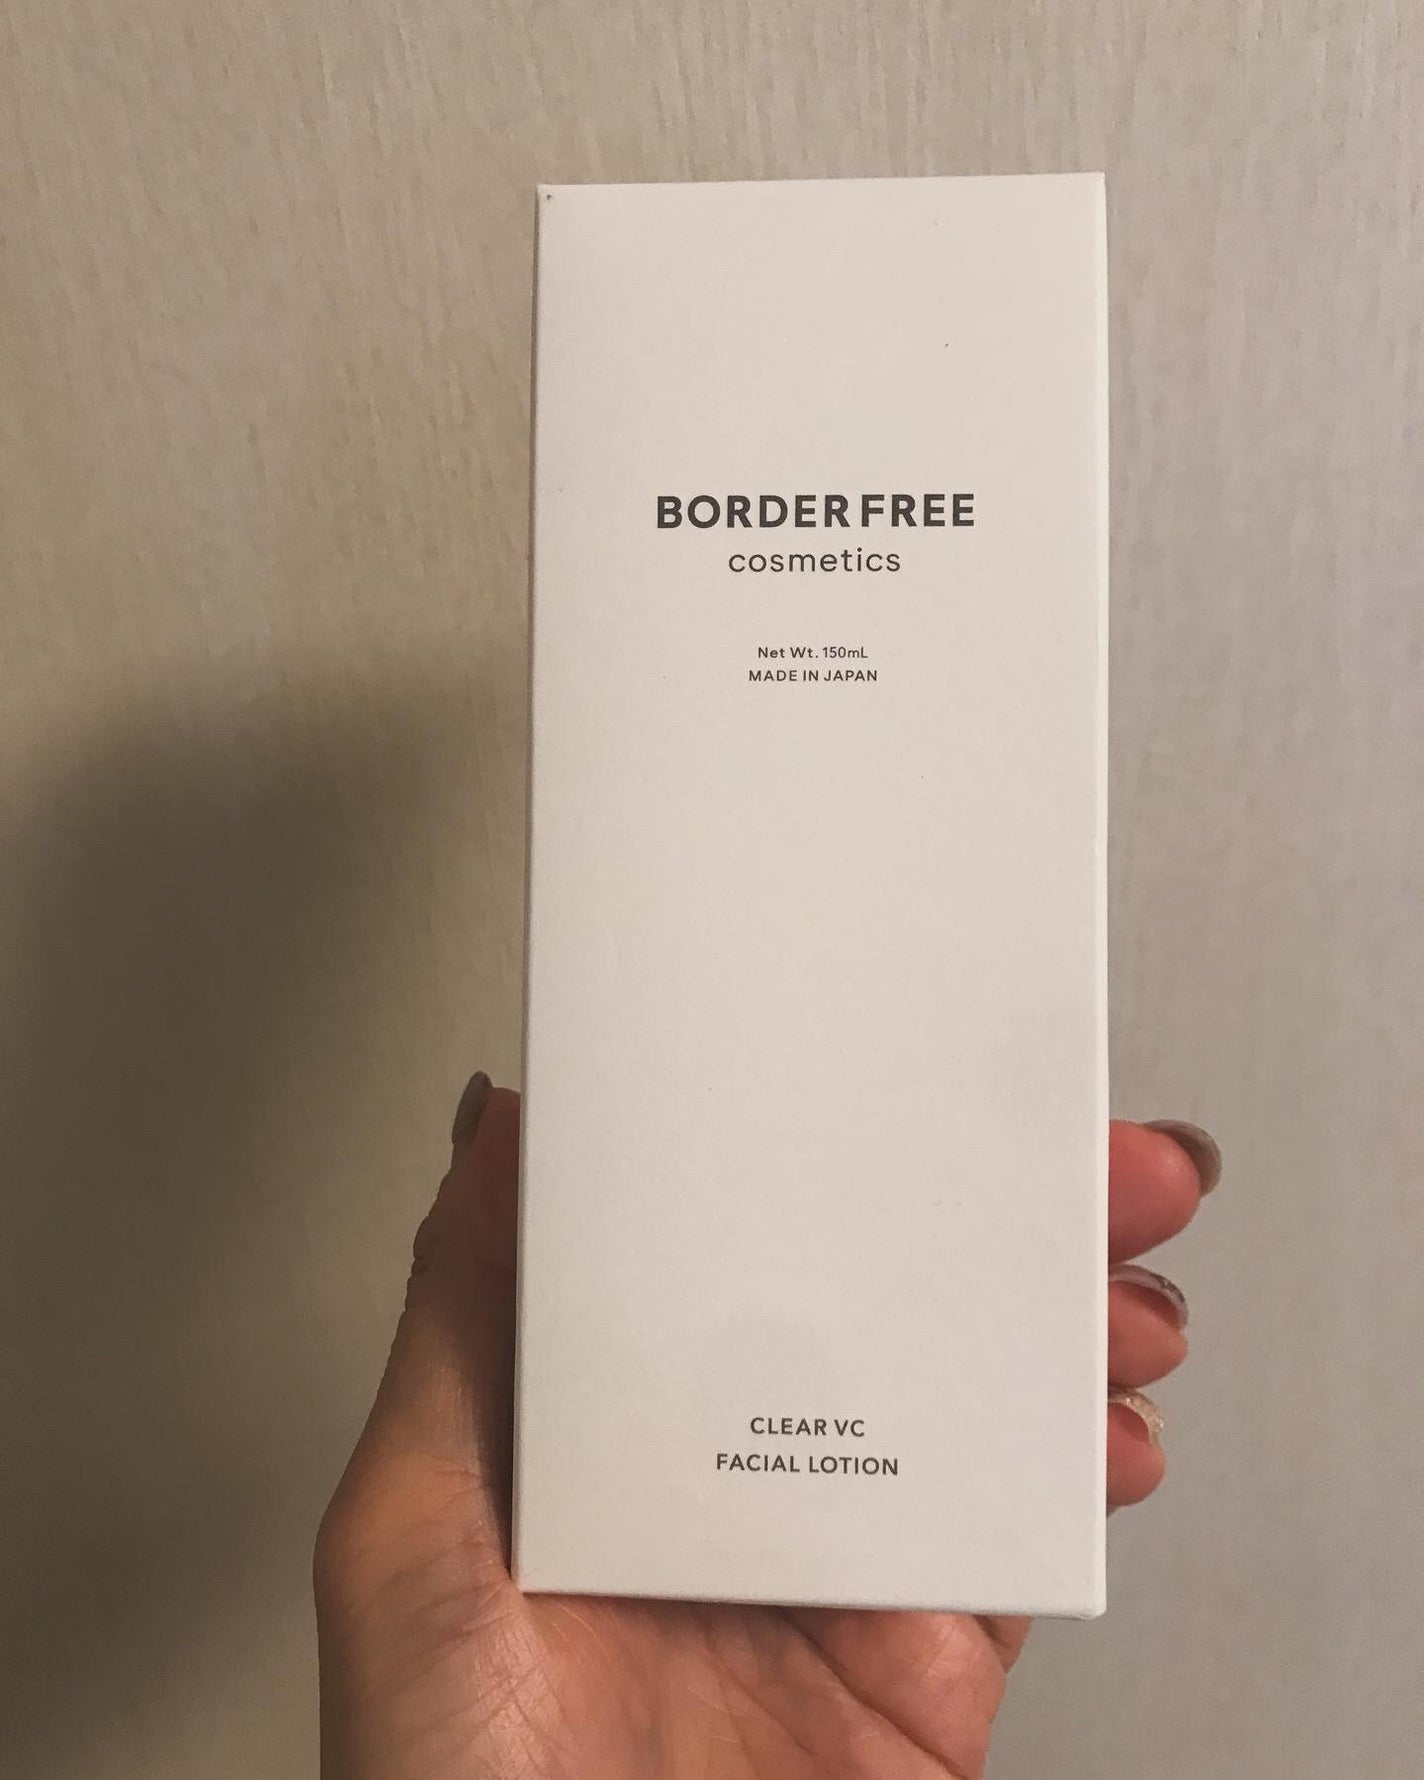 BORDER FREE
cosmetics
Net Wt. 150mL
MADE IN JAPAN
CLEAR VC
FACIAL LOTION